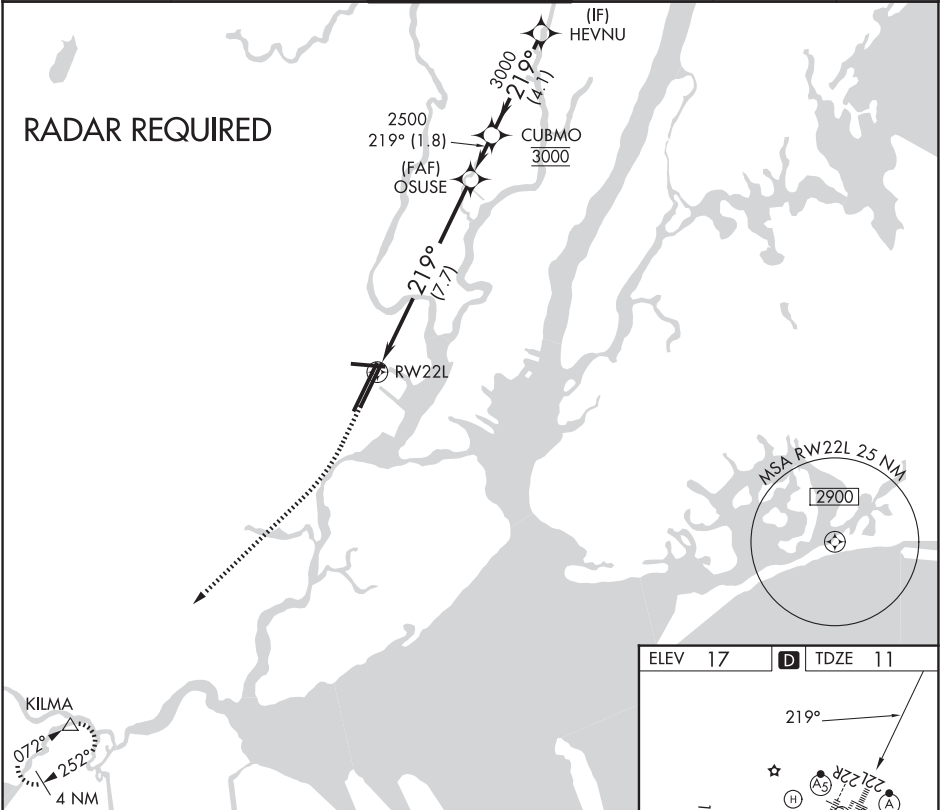 (IF)
HEVNU
3000
219°
(4.1)
RADAR REQUIRED
2500
219° (1.8)
CUBMO
3000
(FAF)
OSUSE
219°
(7.7)
RW22L
MSA RW22L 25 NM
2900
ELEV 17 D TDZE 11
219°
KILMA
072°
252°
4 NM
22L
22R
A5
H
A